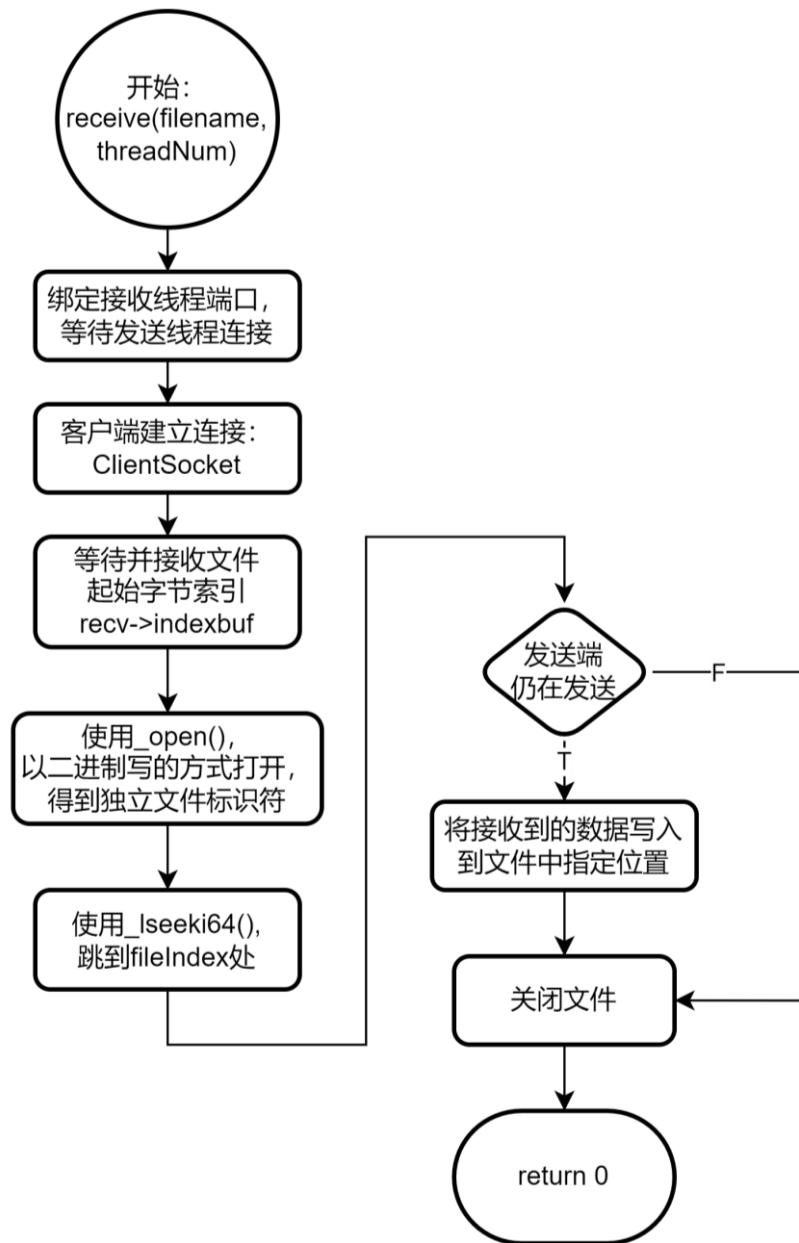 开始：
receive(filename,
threadNum)
绑定接收线程端口，
等待发送线程连接
客户端建立连接：
ClientSocket
等待并接收文件
起始字节索引
recv->indexbuf
使用_open(),
以二进制写的方式打开，
得到独立文件标识符
使用_lseeki64(),
跳到fileIndex处
发送端
仍在发送
F
T
将接收到的数据写入
到文件中指定位置
关闭文件
return 0